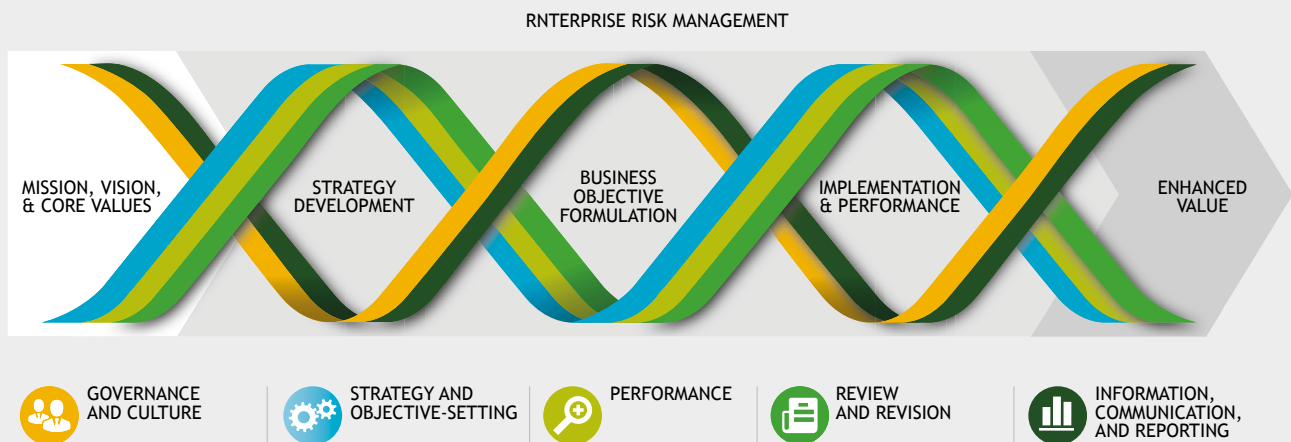 RNTERPRISE RISK MANAGEMENT
MISSION, VISION,
& CORE VALUES
STRATEGY
DEVELOPMENT
BUSINESS
OBJECTIVE
FORMULATION
IMPLEMENTATION
& PERFORMANCE
ENHANCED
VALUE
GOVERNANCE
AND CULTURE
STRATEGY AND
OBJECTIVE-SETTING
PERFORMANCE
REVIEW
AND REVISION
INFORMATION,
COMMUNICATION,
AND REPORTING